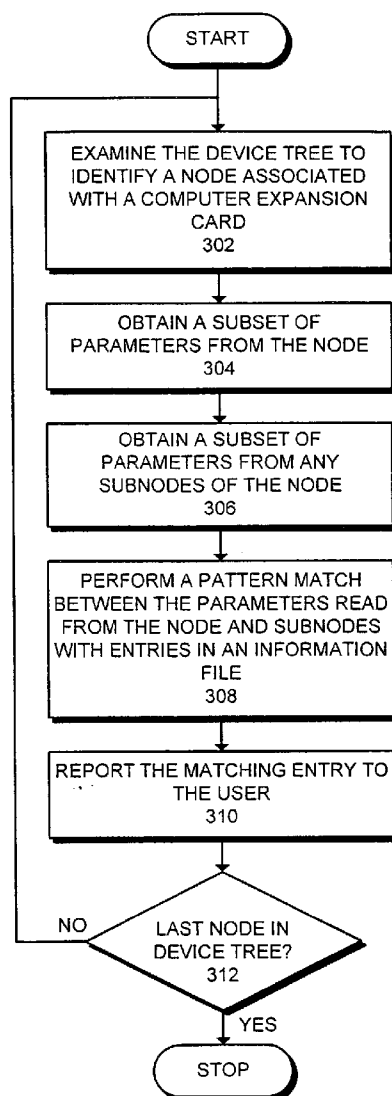 START
EXAMINE THE DEVICE TREE TO
IDENTIFY A NODE ASSOCIATED
WITH A COMPUTER EXPANSION
CARD
302
OBTAIN A SUBSET OF
PARAMETERS FROM THE NODE
304
OBTAIN A SUBSET OF
PARAMETERS FROM ANY
SUBNODES OF THE NODE
306
PERFORM A PATTERN MATCH
BETWEEN THE PARAMETERS READ
FROM THE NODE AND SUBNODES
WITH ENTRIES IN AN INFORMATION
FILE
308
REPORT THE MATCHING ENTRY TO
THE USER
310
NO
LAST NODE IN
DEVICE TREE?
312
YES
STOP